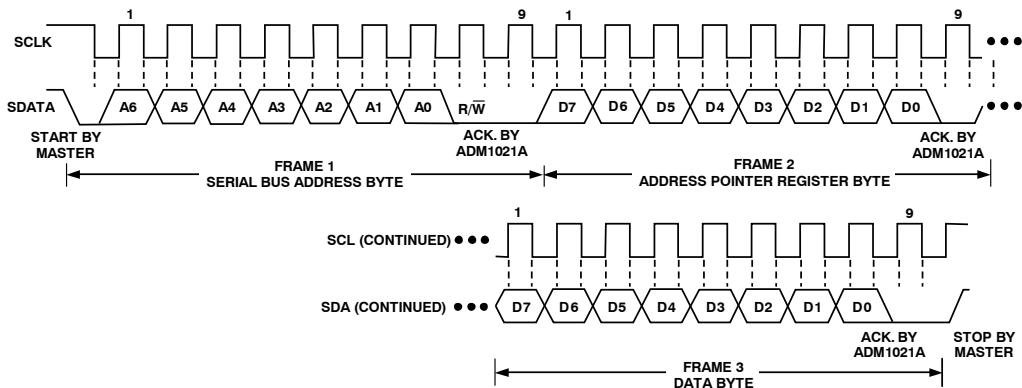 1 9 1 9
SCLK
SDATA A6 A5 A4 A3 A2 A1 A0 R/W̅ D7 D6 D5 D4 D3 D2 D1 D0
START BY
MASTER
ACK. BY
ADM1021A
ACK. BY
ADM1021A
FRAME 1
SERIAL BUS ADDRESS BYTE
FRAME 2
ADDRESS POINTER REGISTER BYTE
1 9
SCL (CONTINUED)
SDA (CONTINUED) D7 D6 D5 D4 D3 D2 D1 D0
ACK. BY
ADM1021A
STOP BY
MASTER
FRAME 3
DATA BYTE